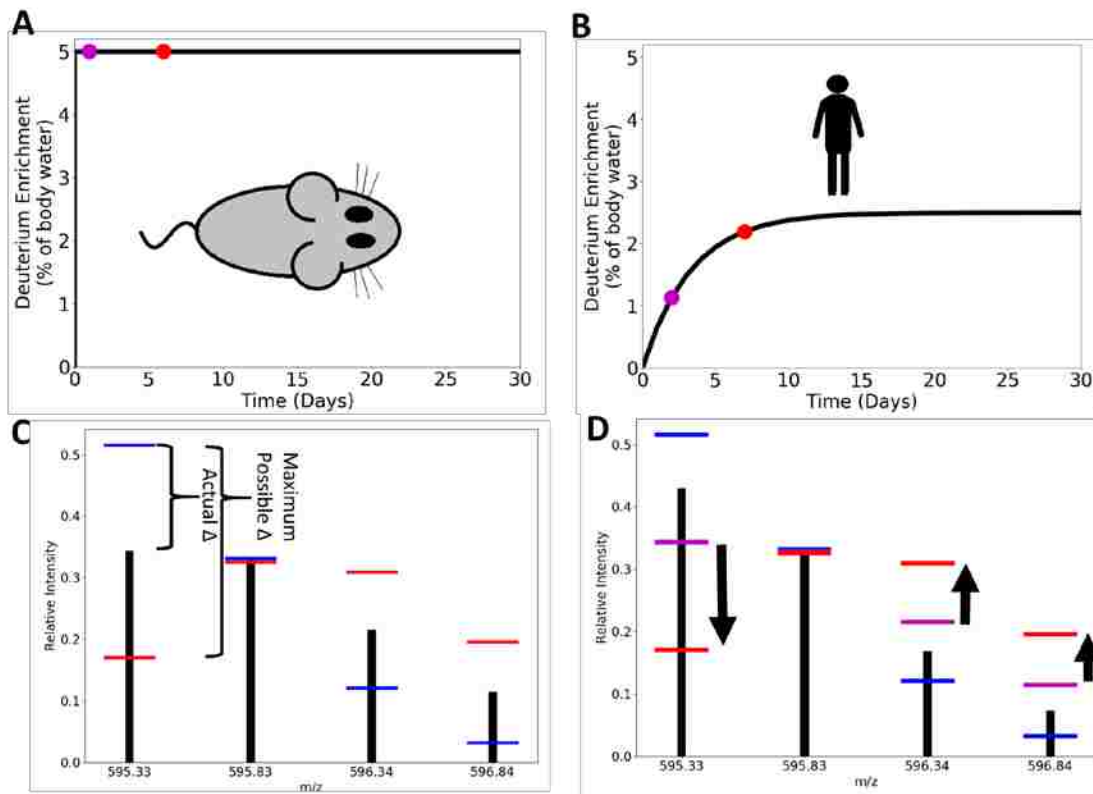 A
Deuterium Enrichment
(% of body water)
5
4
3
2
1
0
0 5 10 15 20 25 30
Time (Days)
B
Deuterium Enrichment
(% of body water)
5
4
3
2
1
0
0 5 10 15 20 25 30
Time (Days)
C
Relative Intensity
0.5
0.4
0.3
0.2
0.1
0.0
Maximum
Possible Δ
Actual Δ
595.33 595.83 596.34 596.84
m/z
D
Relative Intensity
0.5
0.4
0.3
0.2
0.1
0.0
595.33 595.83 596.34 596.84
m/z